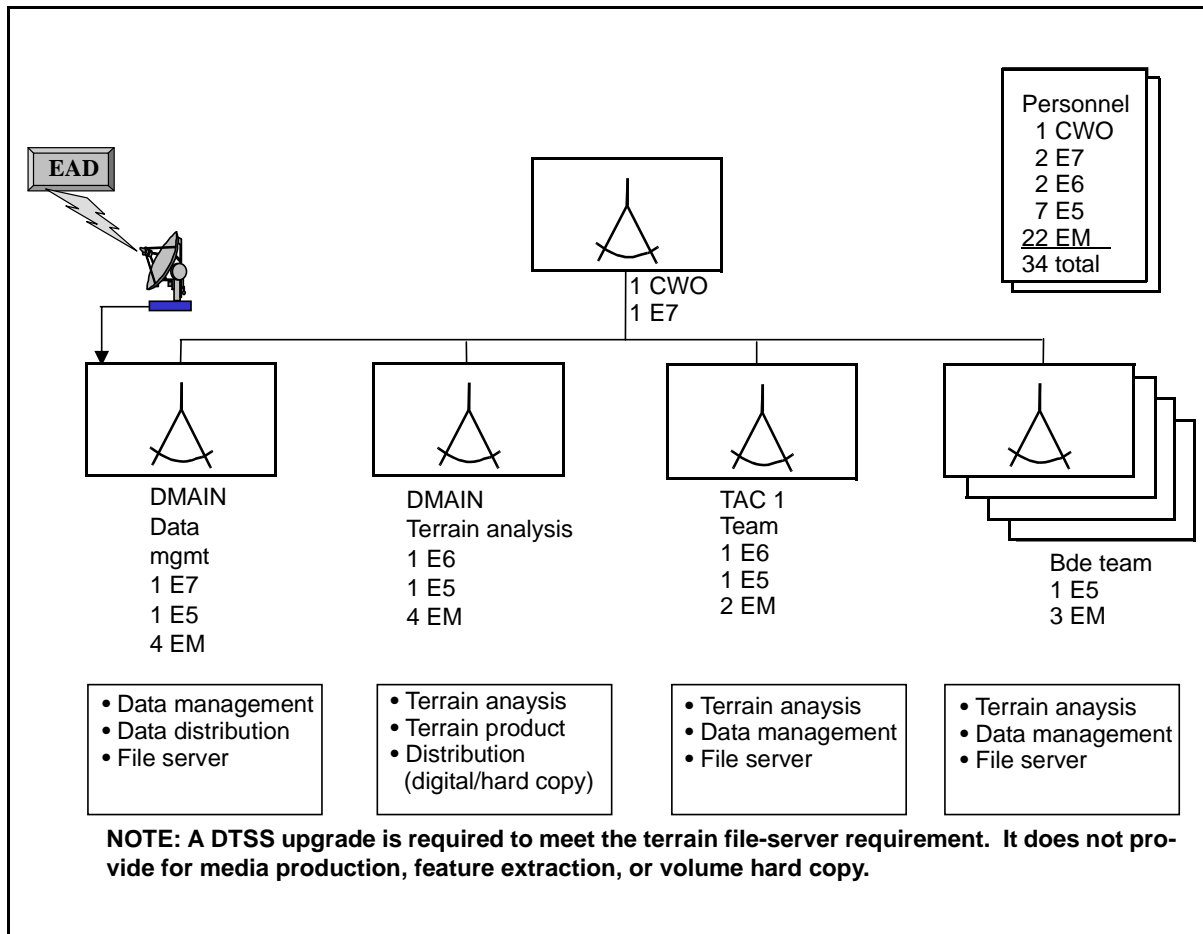 Personnel
1 CWO
2 E7
2 E6
7 E5
22 EM
34 total
EAD
1 CWO
1 E7
DMAIN
Data
mgmt
1 E7
1 E5
4 EM
DMAIN
Terrain analysis
1 E6
1 E5
4 EM
TAC 1
Team
1 E6
1 E5
2 EM
Bde team
1 E5
3 EM
• Data management
• Data distribution
• File server
• Terrain anaysis
• Terrain product
• Distribution
(digital/hard copy)
• Terrain anaysis
• Data management
• File server
• Terrain anaysis
• Data management
• File server
NOTE: A DTSS upgrade is required to meet the terrain file-server requirement. It does not pro-
vide for media production, feature extraction, or volume hard copy.